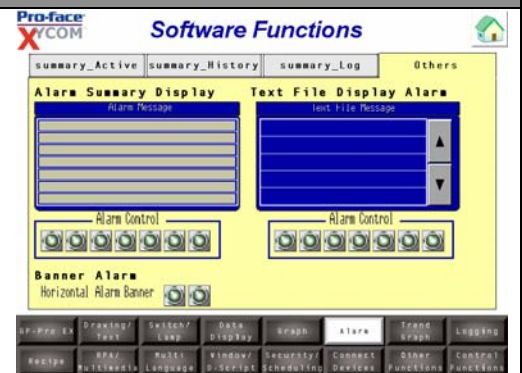 Pro-face
XYCOM
Software Functions
summary_Active summary_History summary_Log Others
Alarm Summary Display
Alarm Message
Text File Display Alarm
Text File Message
Alarm Control
Alarm Control
Banner Alarm
Horizontal Alarm Banner
GP-Pro EX Drawing/Text Switch/Lamp Data Display Graph Alarm Trend Graph Logging
Recipe RPA/Multimedia Multi Language Window/D-Script Security/Scheduling Connect Devices Other Functions Control Functions